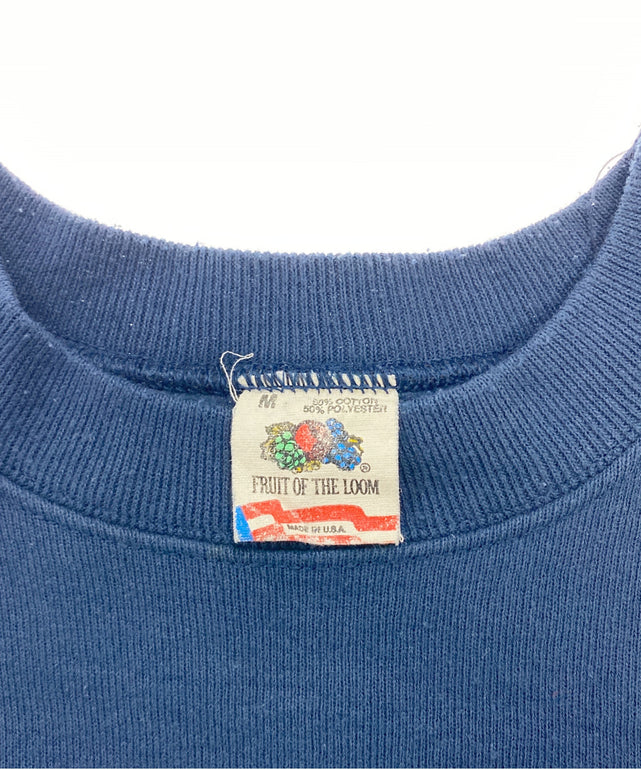 M
50% COTTON
50% POLYESTER
®
FRUIT OF THE LOOM
MADE IN U.S.A.